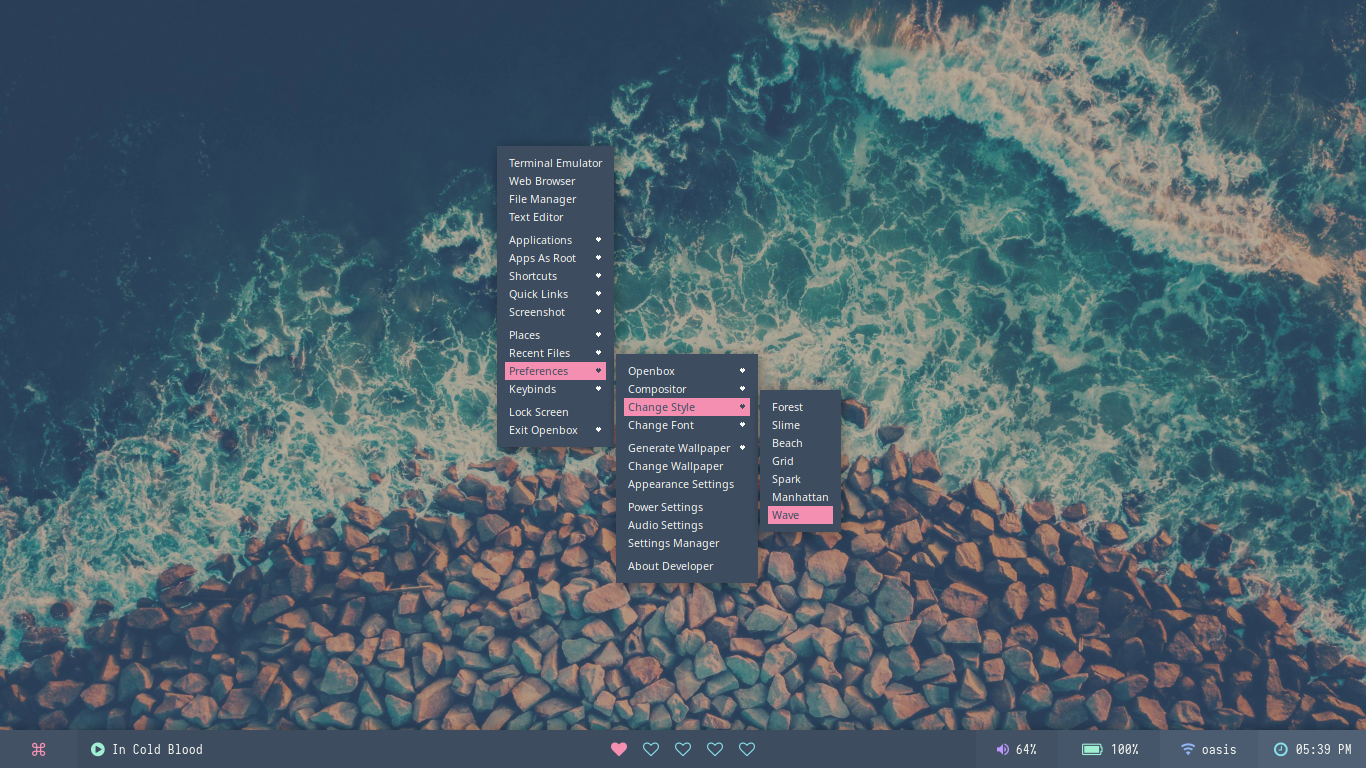 Terminal Emulator
Web Browser
File Manager
Text Editor
Applications
Apps As Root
Shortcuts
Quick Links
Screenshot
Places
Recent Files
Preferences
Keybinds
Lock Screen
Exit Openbox
Openbox
Compositor
Change Style
Change Font
Generate Wallpaper
Change Wallpaper
Appearance Settings
Power Settings
Audio Settings
Settings Manager
About Developer
Forest
Slime
Beach
Grid
Spark
Manhattan
Wave
In Cold Blood
64%
100%
oasis
05:39 PM